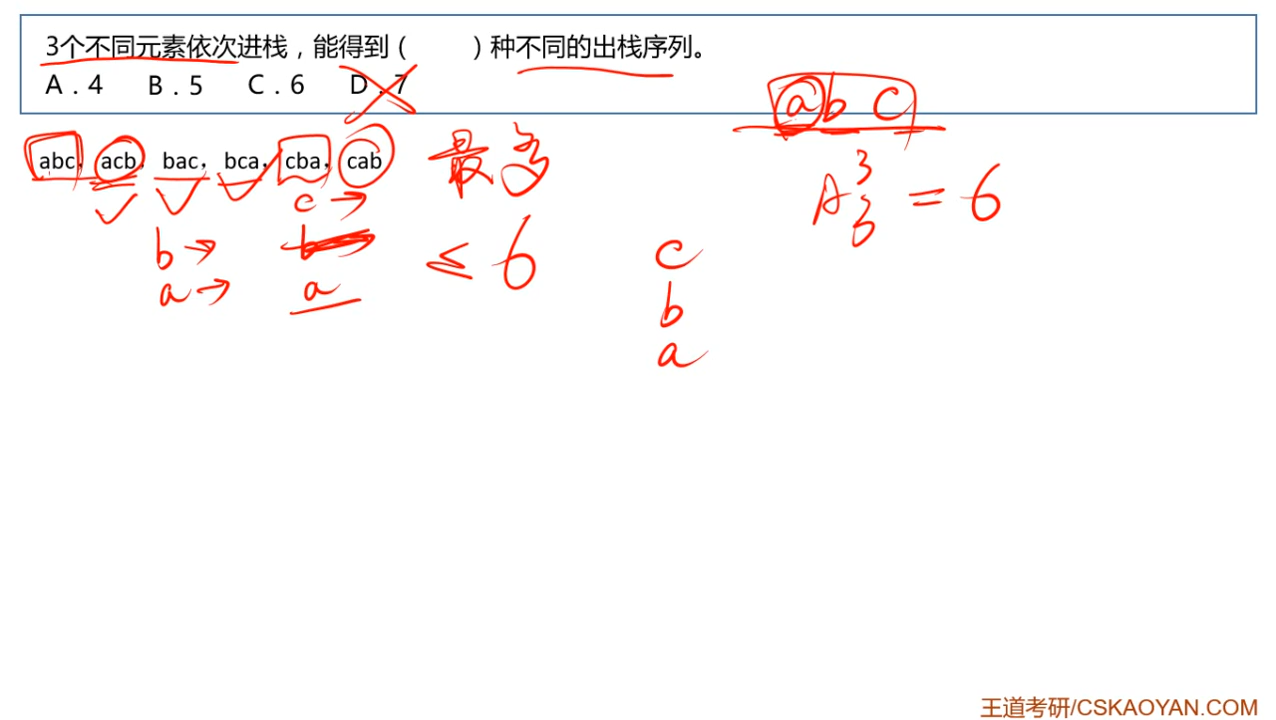 3个不同元素依次进栈，能得到（ ）种不同的出栈序列。
A．4 B．5 C．6 D．7
a b c
abc，acb，bac，bca，cba，cab
最多
A 3 3 = 6
c →
b → b
a → a
≤ 6
c
b
a
王道考研/CSKAOYAN.COM